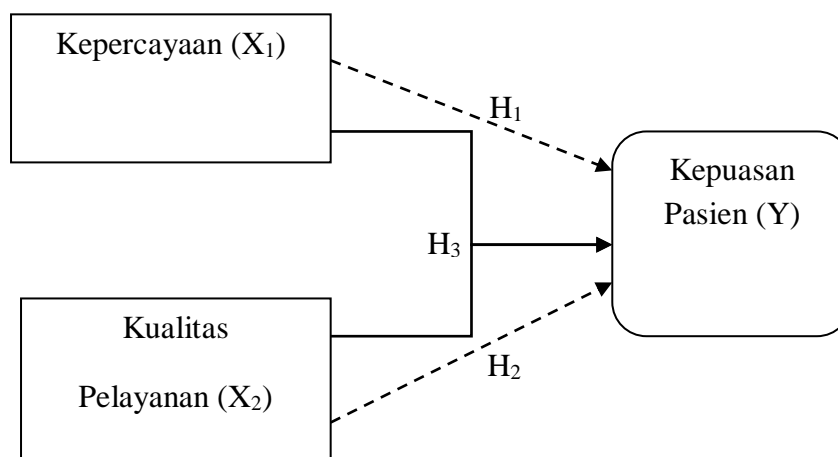 Kepercayaan (X₁)
H₁
Kepuasan
Pasien (Y)
H₃
Kualitas
Pelayanan (X₂)
H₂